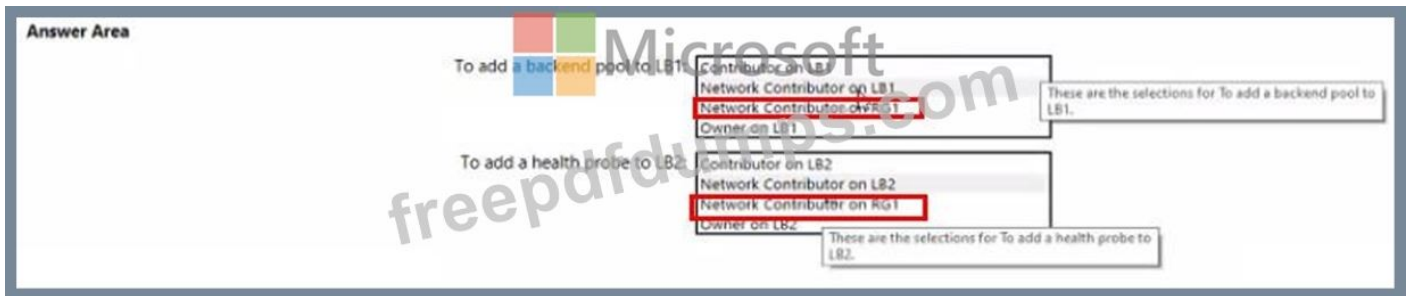 Answer Area
Microsoft
To add a backend pool to LB1:
Contributor on LB1
Network Contributor on LB1
Network Contributor on RG1
Owner on LB1
These are the selections for To add a backend pool to
LB1.
To add a health probe to LB2:
Contributor on LB2
Network Contributor on LB2
Network Contributor on RG1
Owner on LB2
These are the selections for To add a health probe to
LB2.
freepdfdumps.com